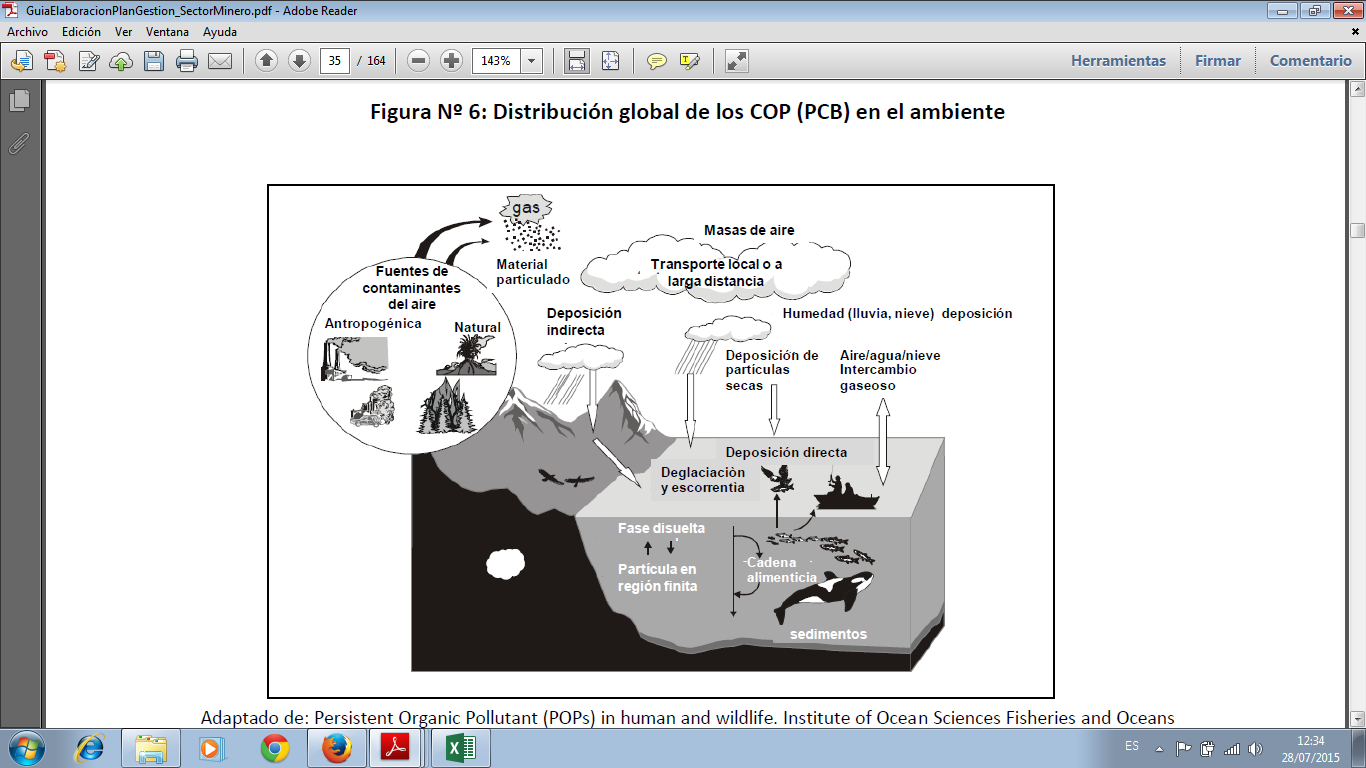 GuiaElaboracionPlanGestion_SectorMinero.pdf - Adobe Reader
Archivo Edición Ver Ventana Ayuda
35 / 164 143% Herramientas Firmar Comentario
Figura Nº 6: Distribución global de los COP (PCB) en el ambiente
gas
Material
particulado
Masas de aire
Transporte local o a
larga distancia
Fuentes de
contaminantes
del aire
Antropogénica
Natural
Deposición
indirecta
Humedad (lluvia, nieve) deposición
Deposición de
partículas
secas
Aire/agua/nieve
Intercambio
gaseoso
Deposición directa
Deglaciaciòn
y escorrentia
Fase disuelta
Partícula en
región finita
Cadena
alimenticia
sedimentos
Adaptado de: Persistent Organic Pollutant (POPs) in human and wildlife. Institute of Ocean Sciences Fisheries and Oceans
ES
12:34
28/07/2015